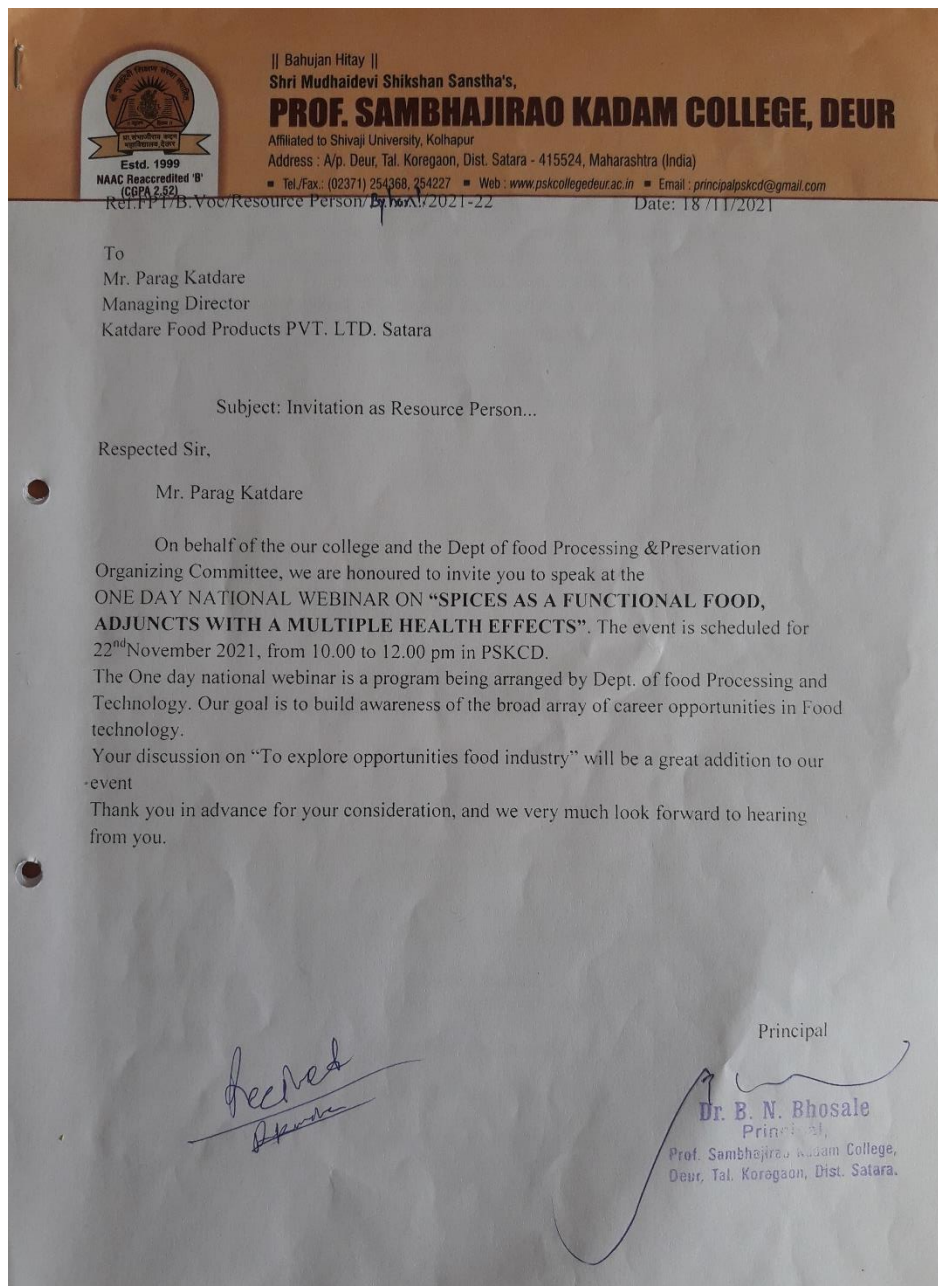 || Bahujan Hitay ||
Shri Mudhaidevi Shikshan Sanstha's,
PROF. SAMBHAJIRAO KADAM COLLEGE, DEUR
Affiliated to Shivaji University, Kolhapur
Address : A/p. Deur, Tal. Koregaon, Dist. Satara - 415524, Maharashtra (India)
Tel./Fax.: (02371) 254368, 254227 ▪ Web : www.pskcollegedeur.ac.in ▪ Email : principalpskcd@gmail.com
Estd. 1999
NAAC Reaccredited 'B'
(CGPA 2.52)
Ref.FPT/B.Voc/Resource Person/ /2021-22 Date: 18 /11/2021
To
Mr. Parag Katdare
Managing Director
Katdare Food Products PVT. LTD. Satara
Subject: Invitation as Resource Person...
Respected Sir,
Mr. Parag Katdare
On behalf of the our college and the Dept of food Processing &Preservation
Organizing Committee, we are honoured to invite you to speak at the
ONE DAY NATIONAL WEBINAR ON “SPICES AS A FUNCTIONAL FOOD,
ADJUNCTS WITH A MULTIPLE HEALTH EFFECTS”. The event is scheduled for
22ndNovember 2021, from 10.00 to 12.00 pm in PSKCD.
The One day national webinar is a program being arranged by Dept. of food Processing and
Technology. Our goal is to build awareness of the broad array of career opportunities in Food
technology.
Your discussion on “To explore opportunities food industry” will be a great addition to our
event
Thank you in advance for your consideration, and we very much look forward to hearing
from you.
Principal
Dr. B. N. Bhosale
Principal,
Prof. Sambhajirao Kadam College,
Deur, Tal. Koregaon, Dist. Satara.